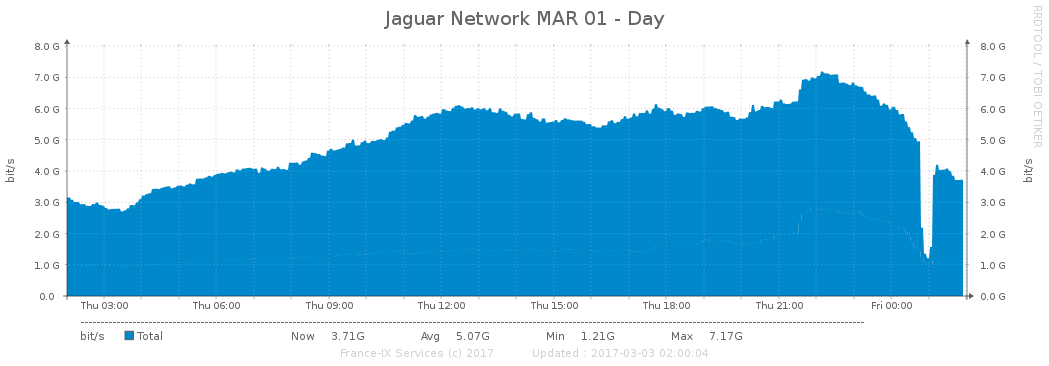 Jaguar Network MAR 01 - Day
RRDTOOL / TOBI OETIKER
8.0 G 8.0 G
7.0 G 7.0 G
6.0 G 6.0 G
5.0 G 5.0 G
4.0 G 4.0 G
3.0 G 3.0 G
2.0 G 2.0 G
1.0 G 1.0 G
0.0 0.0 G
bit/s
bit/s
Thu 03:00 Thu 06:00 Thu 09:00 Thu 12:00 Thu 15:00 Thu 18:00 Thu 21:00 Fri 00:00
bit/s Total Now 3.71G Avg 5.07G Min 1.21G Max 7.17G
France-IX Services (c) 2017 Updated : 2017-03-03 02:00:04